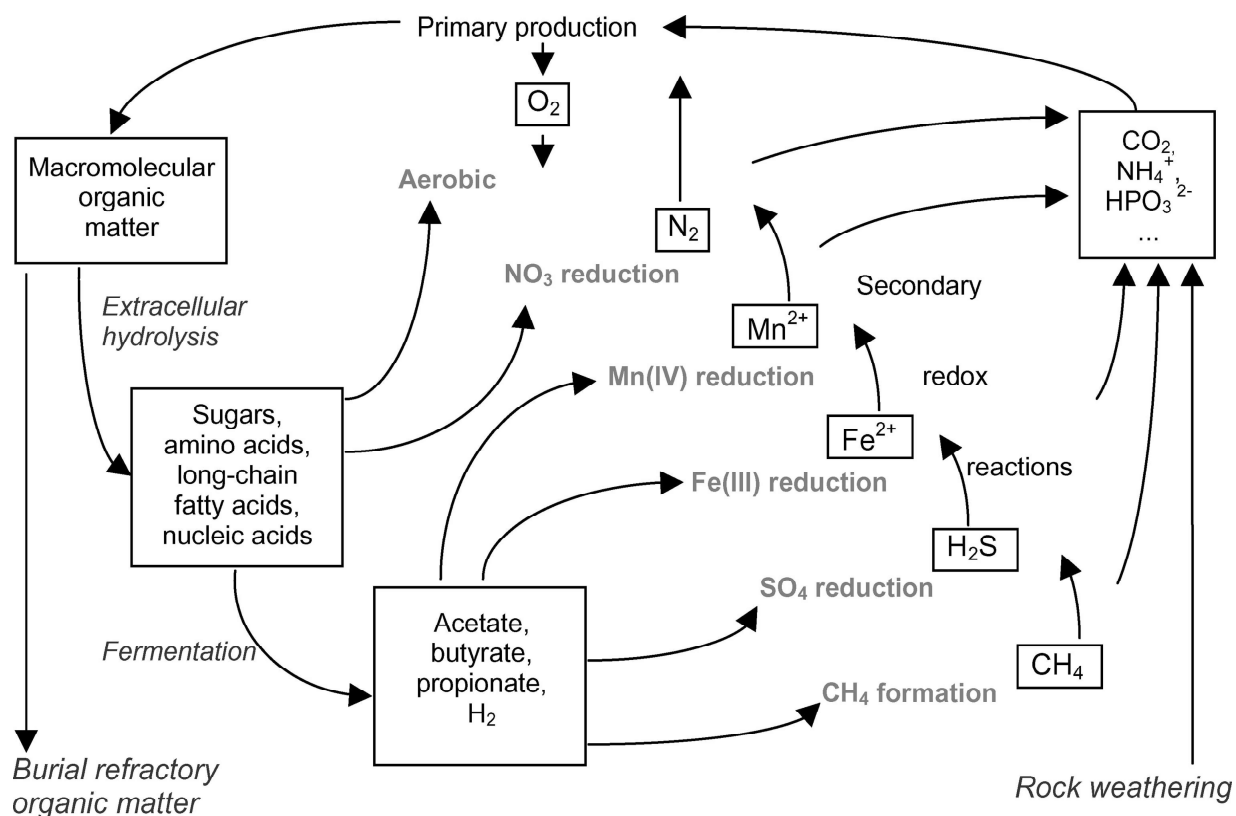 Primary production
O₂
Macromolecular
organic
matter
Aerobic
N₂
CO₂,
NH₄⁺,
HPO₃²⁻
...
Extracellular
hydrolysis
NO₃ reduction
Secondary
Mn²⁺
Mn(IV) reduction
redox
Sugars,
amino acids,
long-chain
fatty acids,
nucleic acids
Fe²⁺
Fe(III) reduction
reactions
H₂S
SO₄ reduction
Fermentation
Acetate,
butyrate,
propionate,
H₂
CH₄
CH₄ formation
Burial refractory
organic matter
Rock weathering